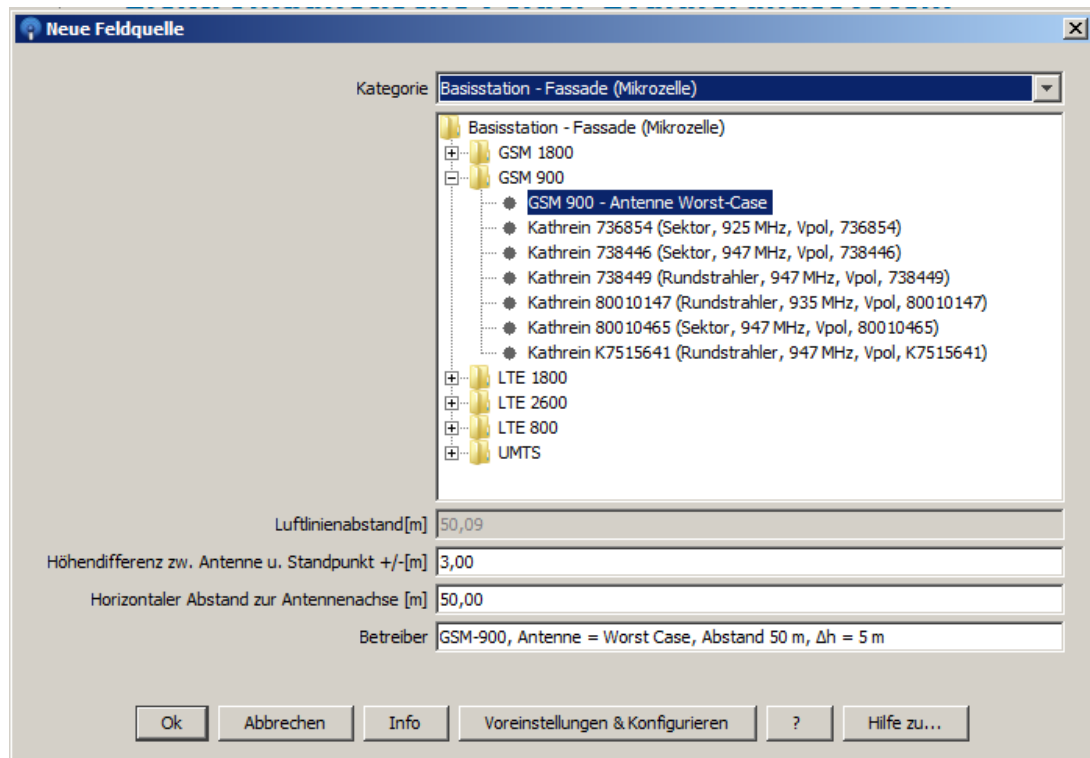 Neue Feldquelle
Kategorie Basisstation - Fassade (Mikrozelle)
Basisstation - Fassade (Mikrozelle)
GSM 1800
GSM 900
GSM 900 - Antenne Worst-Case
Kathrein 736854 (Sektor, 925 MHz, Vpol, 736854)
Kathrein 738446 (Sektor, 947 MHz, Vpol, 738446)
Kathrein 738449 (Rundstrahler, 947 MHz, Vpol, 738449)
Kathrein 80010147 (Rundstrahler, 935 MHz, Vpol, 80010147)
Kathrein 80010465 (Sektor, 947 MHz, Vpol, 80010465)
Kathrein K7515641 (Rundstrahler, 947 MHz, Vpol, K7515641)
LTE 1800
LTE 2600
LTE 800
UMTS
Luftlinienabstand[m] 50,09
Höhendifferenz zw. Antenne u. Standpunkt +/-[m] 3,00
Horizontaler Abstand zur Antennenachse [m] 50,00
Betreiber GSM-900, Antenne = Worst Case, Abstand 50 m, Δh = 5 m
Ok Abbrechen Info Voreinstellungen & Konfigurieren ? Hilfe zu...